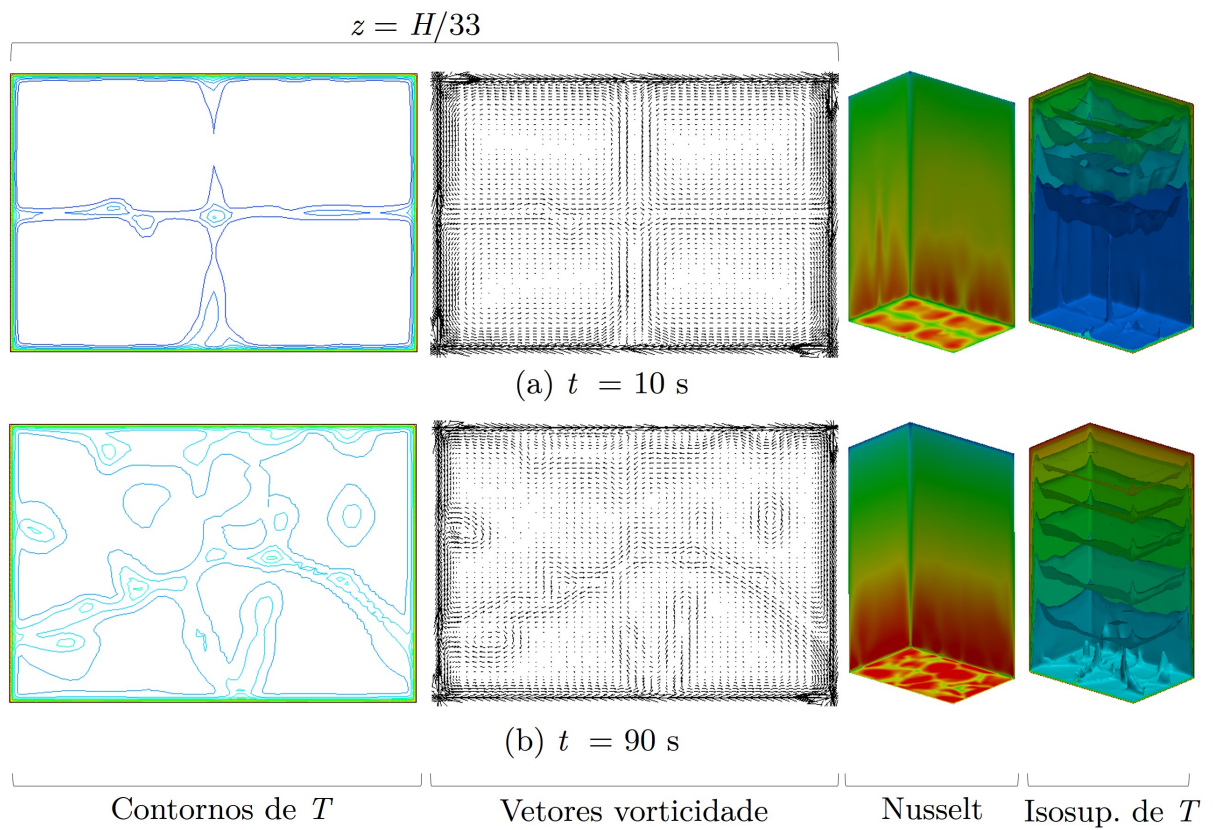 z = H/33
(a) t = 10 s
(b) t = 90 s
Contornos de T
Vetores vorticidade
Nusselt
Isosup. de T